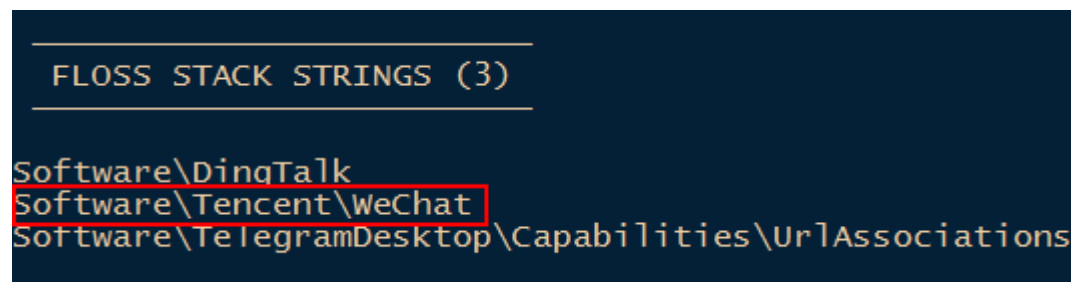 FLOSS STACK STRINGS (3)
Software\DingTalk
Software\Tencent\WeChat
Software\TelegramDesktop\Capabilities\UrlAssociations